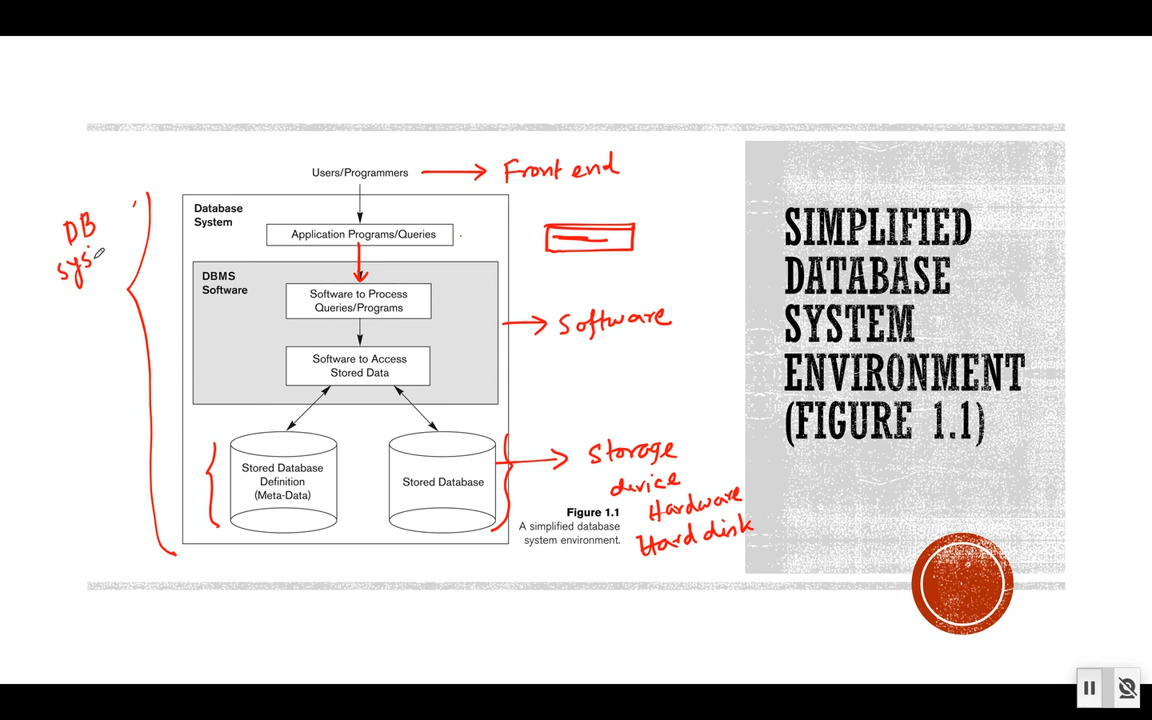 Users/Programmers
Front end
Database
System
Application Programs/Queries
DB
sys
DBMS
Software
Software to Process
Queries/Programs
Software
Software to Access
Stored Data
Stored Database
Definition
(Meta-Data)
Stored Database
Storage
device
Hardware
Hard disk
Figure 1.1
A simplified database
system environment.
SIMPLIFIED
DATABASE
SYSTEM
ENVIRONMENT
(FIGURE 1.1)